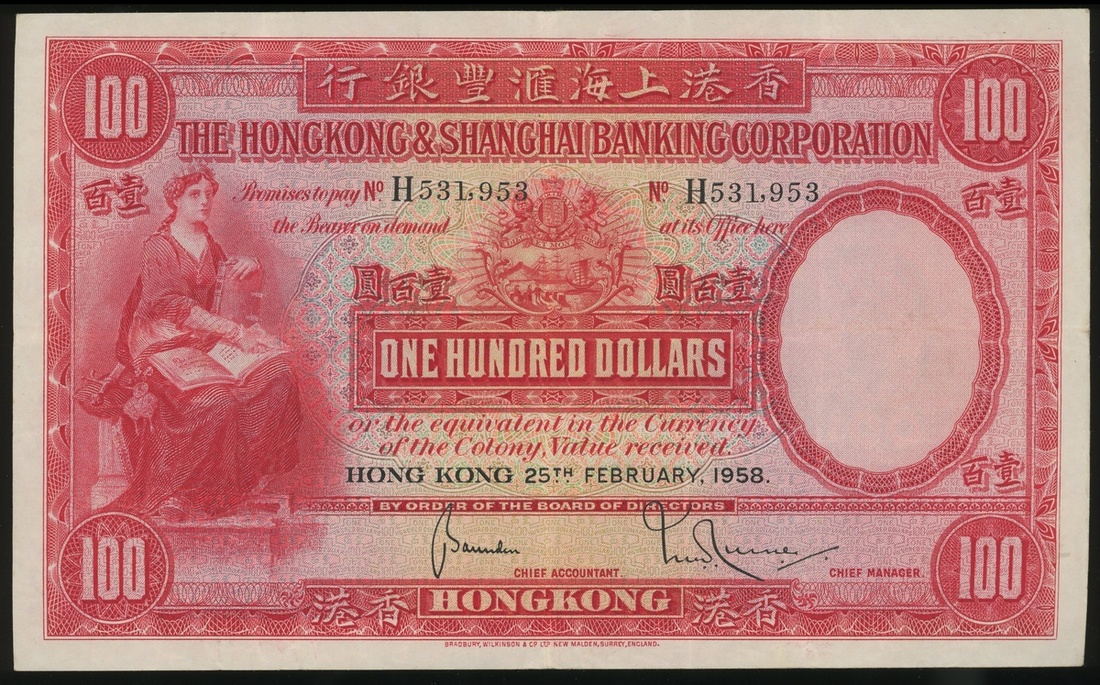 香港上海滙豐銀行
100
100
THE HONGKONG & SHANGHAI BANKING CORPORATION
壹百
壹百
Promises to pay No H531,953 No H531,953
the Bearer on demand at its Office here
壹百圓
壹百圓
ONE HUNDRED DOLLARS
or the equivalent in the Currency
of the Colony, Value received.
HONG KONG 25TH FEBRUARY, 1958.
壹百
BY ORDER OF THE BOARD OF DIRECTORS
100
100
CHIEF ACCOUNTANT.
CHIEF MANAGER.
香港
HONGKONG
香港
BRADBURY, WILKINSON & CO LTD NEW MALDEN, SURREY, ENGLAND.